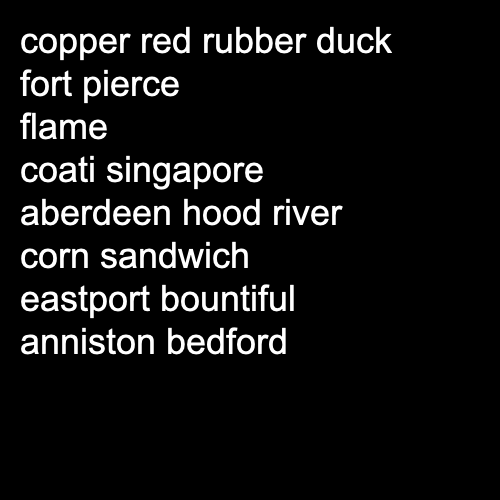 copper red rubber duck
fort pierce
flame
coati singapore
aberdeen hood river
corn sandwich
eastport bountiful
anniston bedford